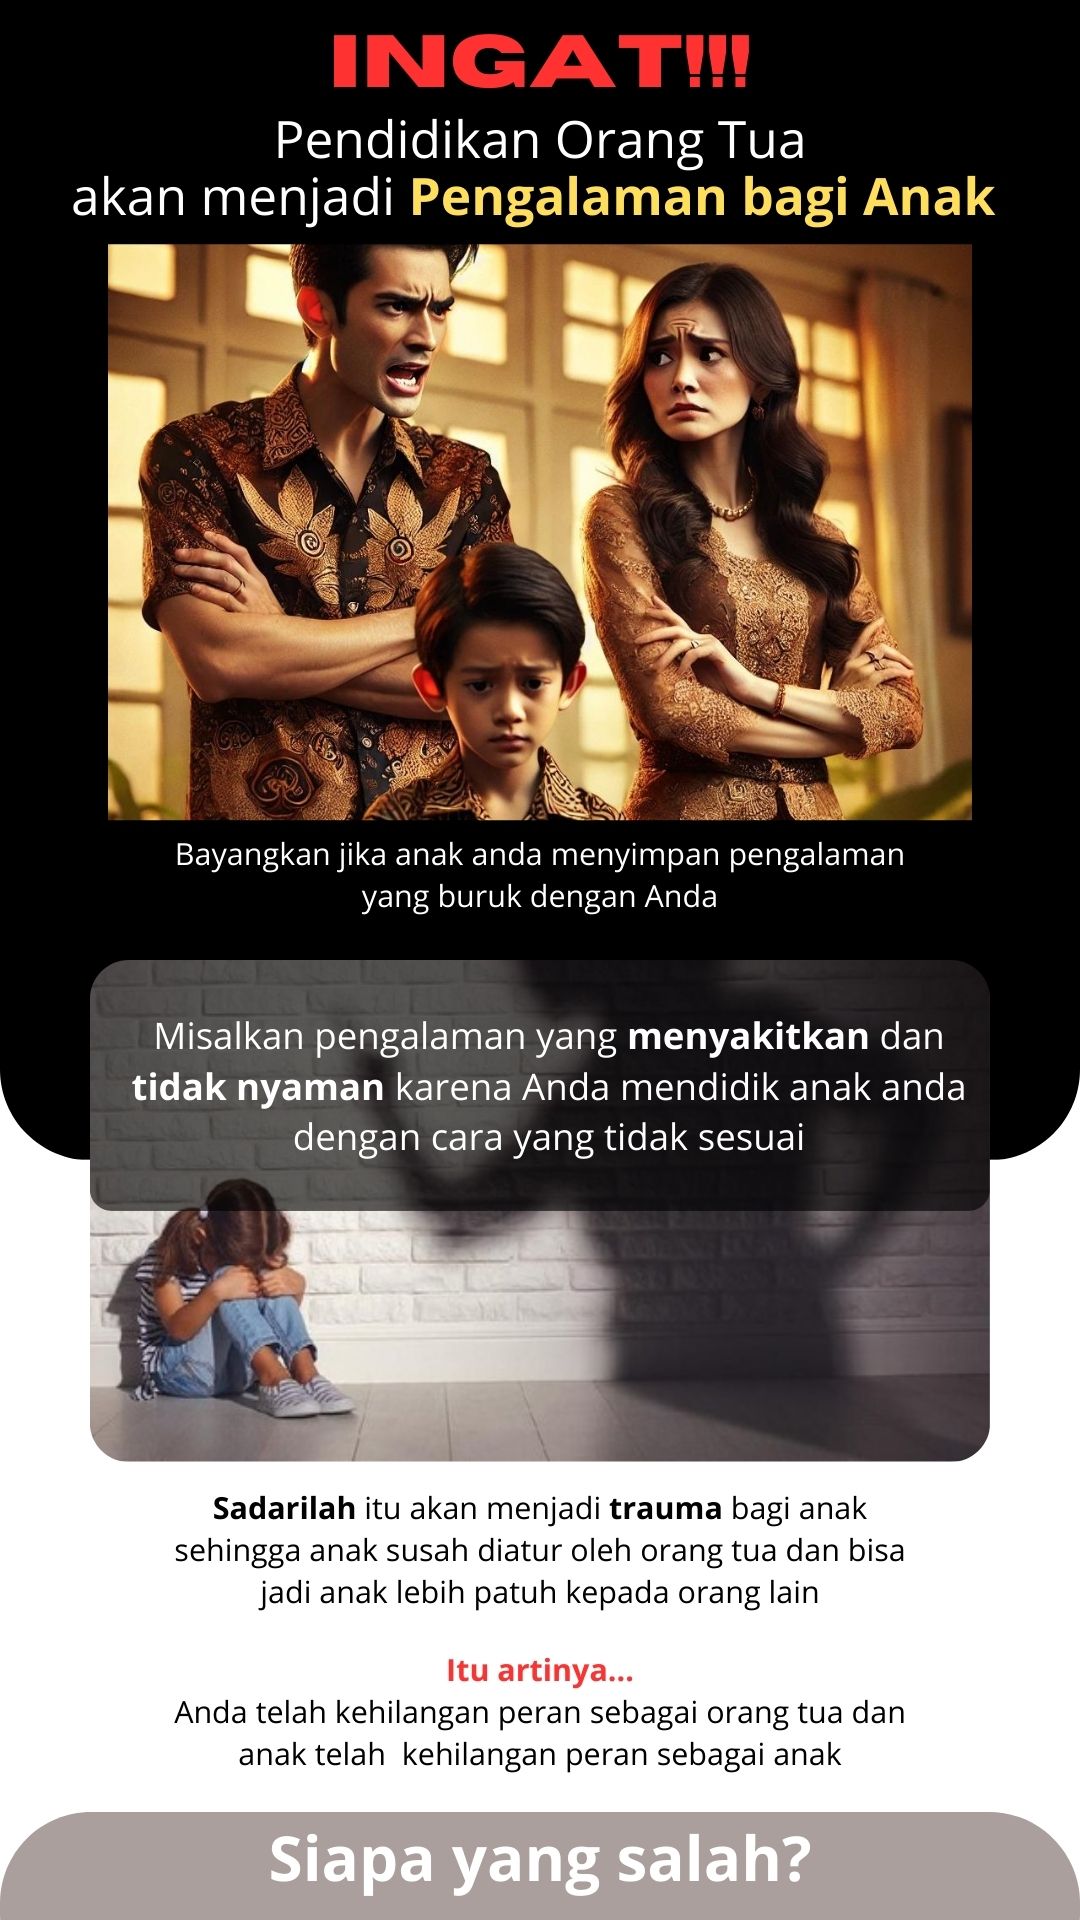 INGAT!!!
Pendidikan Orang Tua
akan menjadi Pengalaman bagi Anak
Bayangkan jika anak anda menyimpan pengalaman
yang buruk dengan Anda
Misalkan pengalaman yang menyakitkan dan
tidak nyaman karena Anda mendidik anak anda
dengan cara yang tidak sesuai
Sadarilah itu akan menjadi trauma bagi anak
sehingga anak susah diatur oleh orang tua dan bisa
jadi anak lebih patuh kepada orang lain
Itu artinya...
Anda telah kehilangan peran sebagai orang tua dan
anak telah  kehilangan peran sebagai anak
Siapa yang salah?